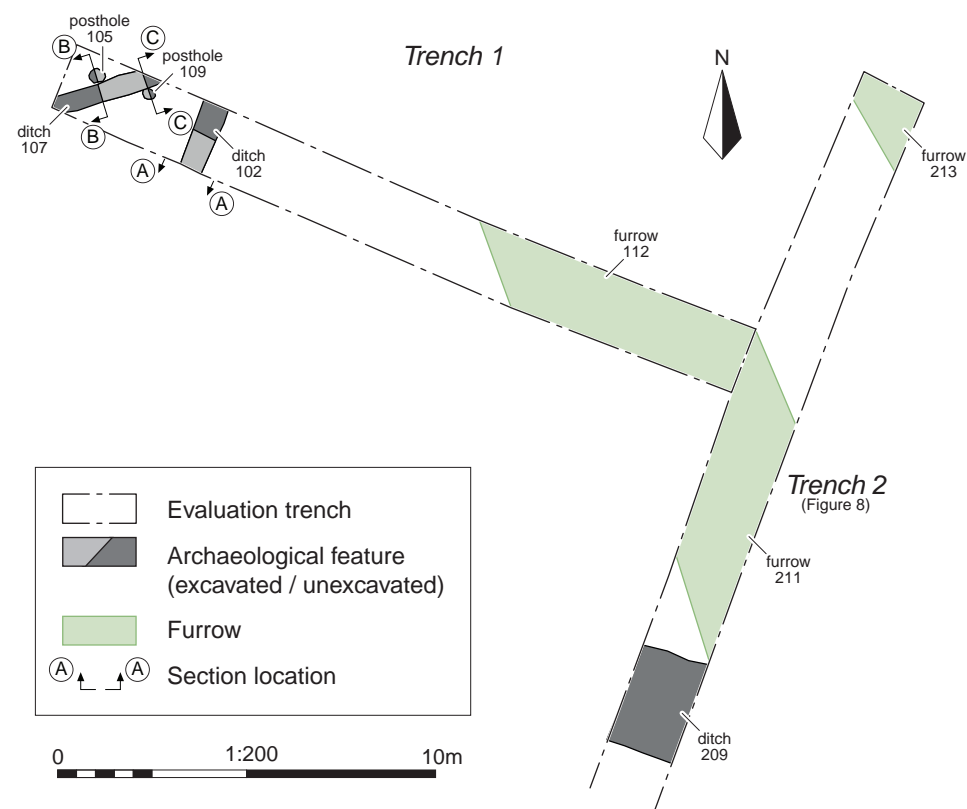 posthole
105
Trench 1
B
C
posthole
109
N
ditch
107
B
C
ditch
102
A
A
furrow
213
furrow
112
Trench 2
(Figure 8)
furrow
211
ditch
209
Evaluation trench
Archaeological feature
(excavated / unexcavated)
Furrow
A A Section location
0 1:200 10m